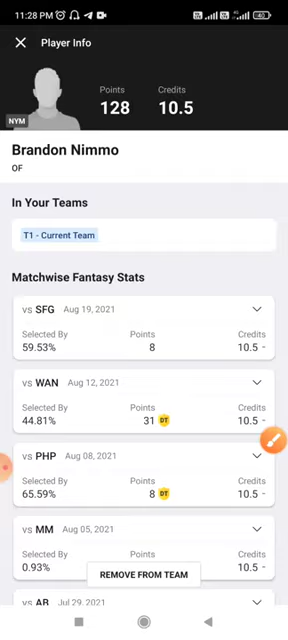 11:28 PM
40
Player Info
Points
Credits
128
10.5
NYM
Brandon Nimmo
OF
In Your Teams
T1 - Current Team
Matchwise Fantasy Stats
vs SFG Aug 19, 2021
Selected By Points Credits
59.53% 8 10.5 -
vs WAN Aug 12, 2021
Selected By Points Credits
44.81% 31 DT 10.5 -
vs PHP Aug 08, 2021
Selected By Points Credits
65.59% 8 DT 10.5 -
vs MM Aug 05, 2021
Selected By Points Credits
0.93% 10.5 -
REMOVE FROM TEAM
vs AB Jul 29, 2021